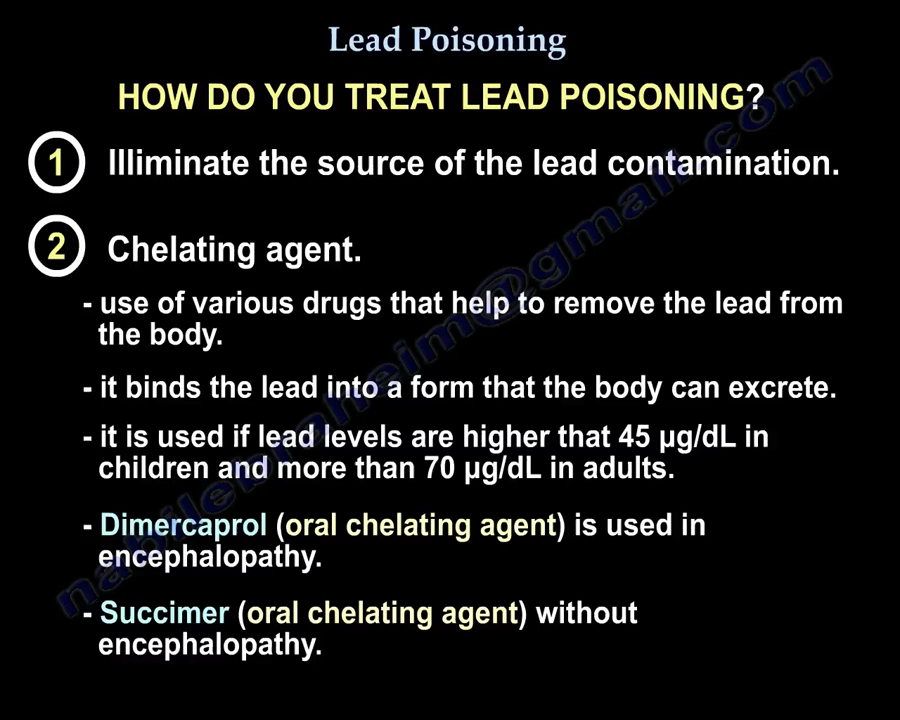 Lead Poisoning
HOW DO YOU TREAT LEAD POISONING?
1 Illiminate the source of the lead contamination.
2 Chelating agent.
- use of various drugs that help to remove the lead from
the body.
- it binds the lead into a form that the body can excrete.
- it is used if lead levels are higher that 45 µg/dL in
children and more than 70 µg/dL in adults.
- Dimercaprol (oral chelating agent) is used in
encephalopathy.
- Succimer (oral chelating agent) without
encephalopathy.
nabilebraheim@gmail.com